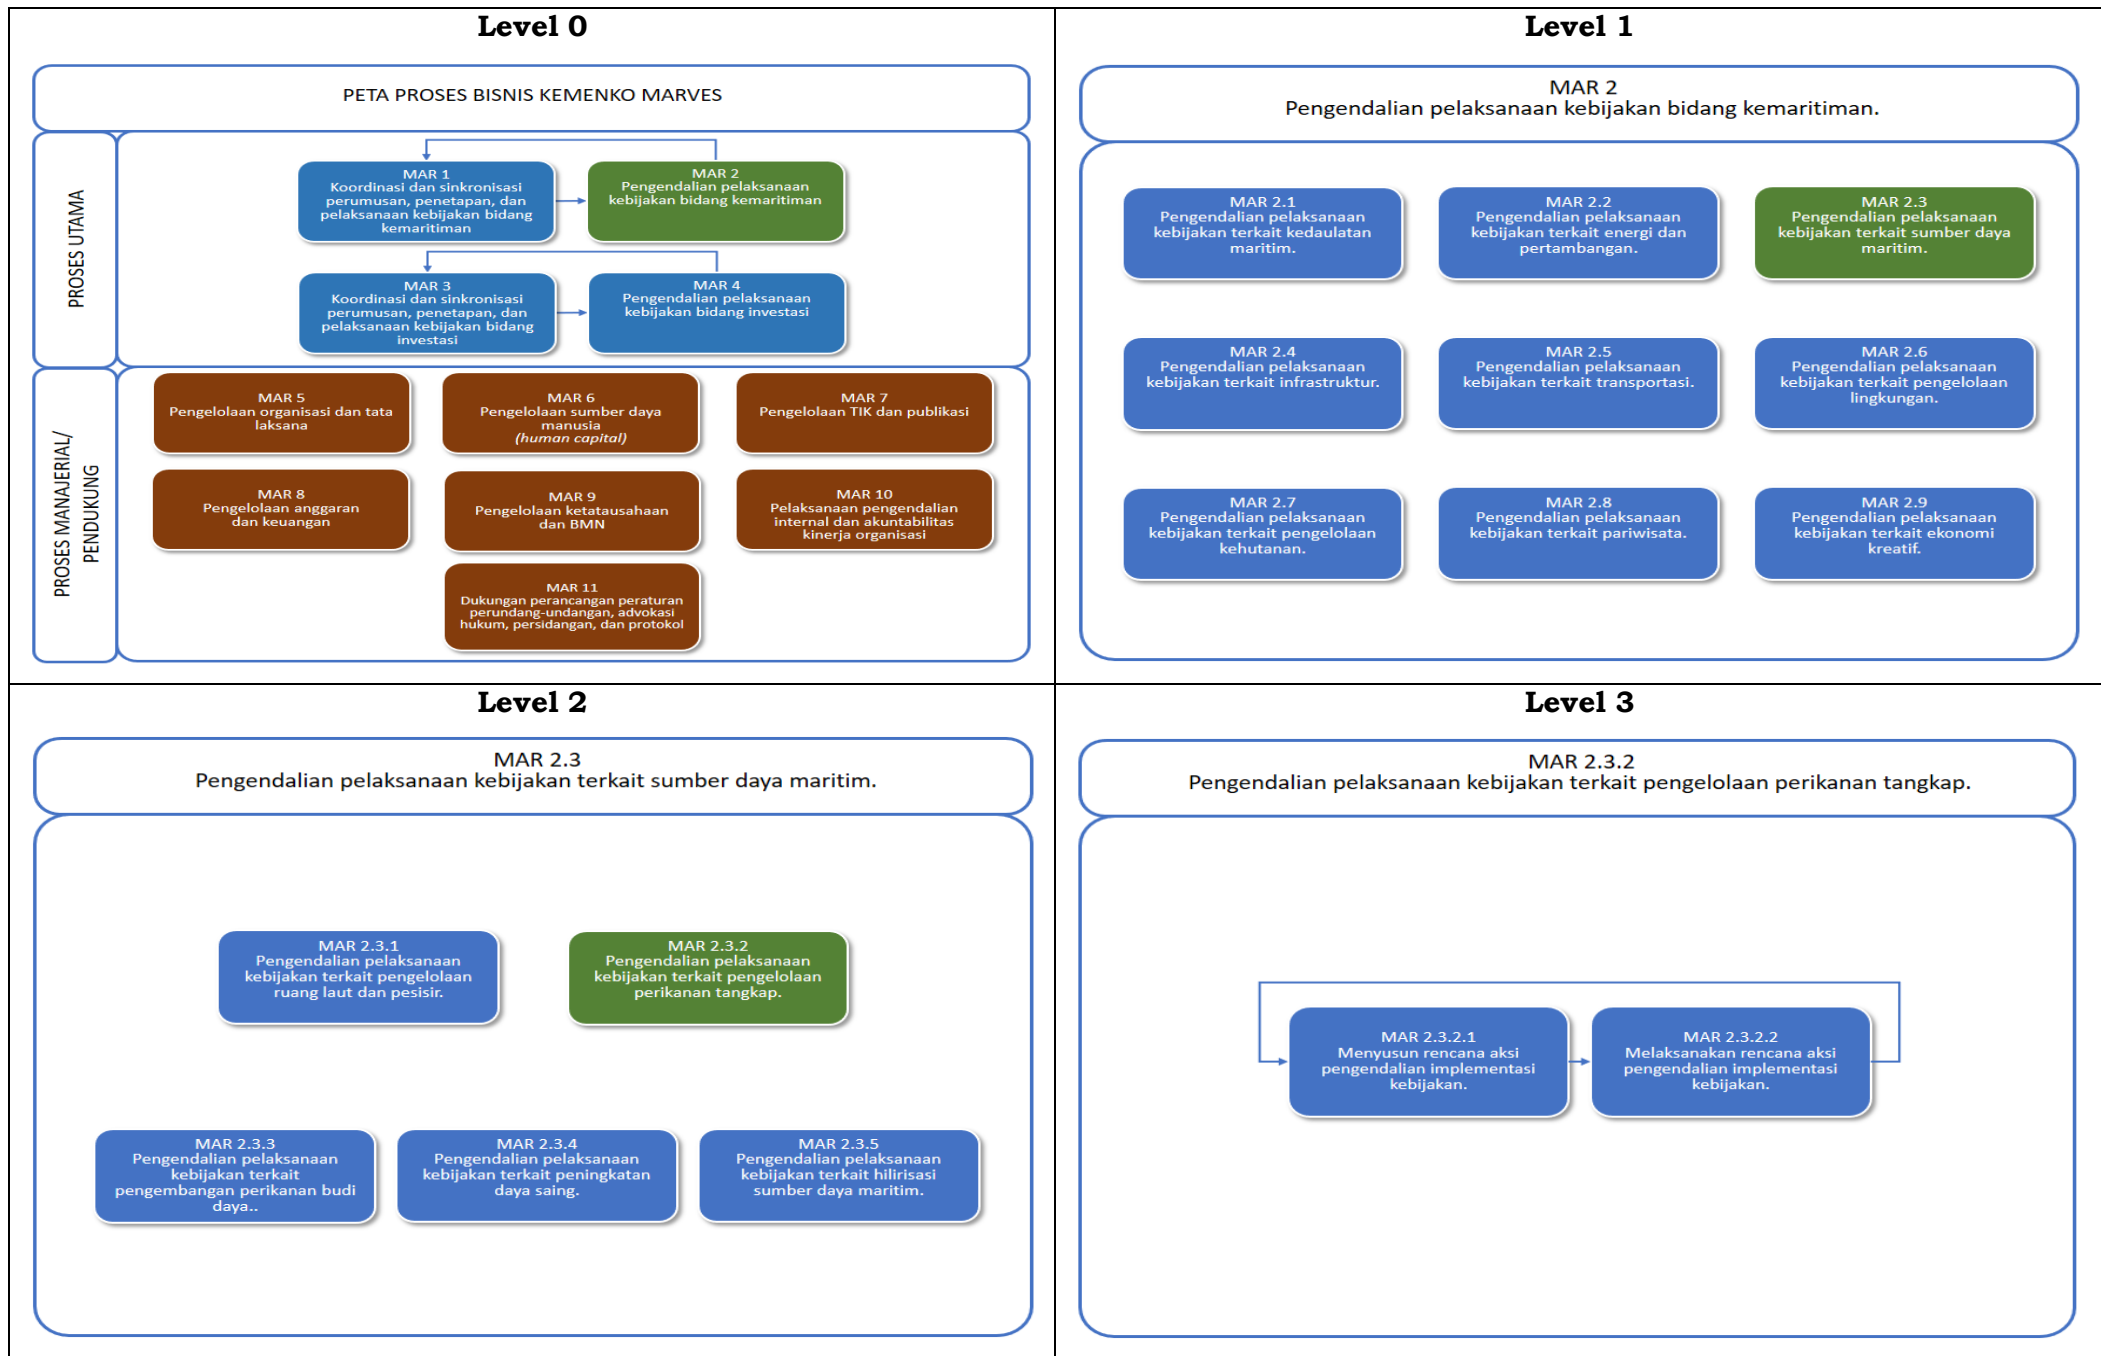 Level 0
PETA PROSES BISNIS KEMENKO MARVES
PROSES UTAMA
MAR 1
Koordinasi dan sinkronisasi
perumusan, penetapan, dan
pelaksanaan kebijakan bidang
kemaritiman
MAR 2
Pengendalian pelaksanaan
kebijakan bidang kemaritiman
MAR 3
Koordinasi dan sinkronisasi
perumusan, penetapan, dan
pelaksanaan kebijakan bidang
investasi
MAR 4
Pengendalian pelaksanaan
kebijakan bidang investasi
PROSES MANAJERIAL/
PENDUKUNG
MAR 5
Pengelolaan organisasi dan tata
laksana
MAR 6
Pengelolaan sumber daya
manusia
(human capital)
MAR 7
Pengelolaan TIK dan publikasi
MAR 8
Pengelolaan anggaran
dan keuangan
MAR 9
Pengelolaan ketatausahaan
dan BMN
MAR 10
Pelaksanaan pengendalian
internal dan akuntabilitas
kinerja organisasi
MAR 11
Dukungan perancangan peraturan
perundang-undangan, advokasi
hukum, persidangan, dan protokol
Level 1
MAR 2
Pengendalian pelaksanaan kebijakan bidang kemaritiman.
MAR 2.1
Pengendalian pelaksanaan
kebijakan terkait kedaulatan
maritim.
MAR 2.2
Pengendalian pelaksanaan
kebijakan terkait energi dan
pertambangan.
MAR 2.3
Pengendalian pelaksanaan
kebijakan terkait sumber daya
maritim.
MAR 2.4
Pengendalian pelaksanaan
kebijakan terkait infrastruktur.
MAR 2.5
Pengendalian pelaksanaan
kebijakan terkait transportasi.
MAR 2.6
Pengendalian pelaksanaan
kebijakan terkait pengelolaan
lingkungan.
MAR 2.7
Pengendalian pelaksanaan
kebijakan terkait pengelolaan
kehutanan.
MAR 2.8
Pengendalian pelaksanaan
kebijakan terkait pariwisata.
MAR 2.9
Pengendalian pelaksanaan
kebijakan terkait ekonomi
kreatif.
Level 2
MAR 2.3
Pengendalian pelaksanaan kebijakan terkait sumber daya maritim.
MAR 2.3.1
Pengendalian pelaksanaan
kebijakan terkait pengelolaan
ruang laut dan pesisir.
MAR 2.3.2
Pengendalian pelaksanaan
kebijakan terkait pengelolaan
perikanan tangkap.
MAR 2.3.3
Pengendalian pelaksanaan
kebijakan terkait
pengembangan perikanan budi
daya..
MAR 2.3.4
Pengendalian pelaksanaan
kebijakan terkait peningkatan
daya saing.
MAR 2.3.5
Pengendalian pelaksanaan
kebijakan terkait hilirisasi
sumber daya maritim.
Level 3
MAR 2.3.2
Pengendalian pelaksanaan kebijakan terkait pengelolaan perikanan tangkap.
MAR 2.3.2.1
Menyusun rencana aksi
pengendalian implementasi
kebijakan.
MAR 2.3.2.2
Melaksanakan rencana aksi
pengendalian implementasi
kebijakan.